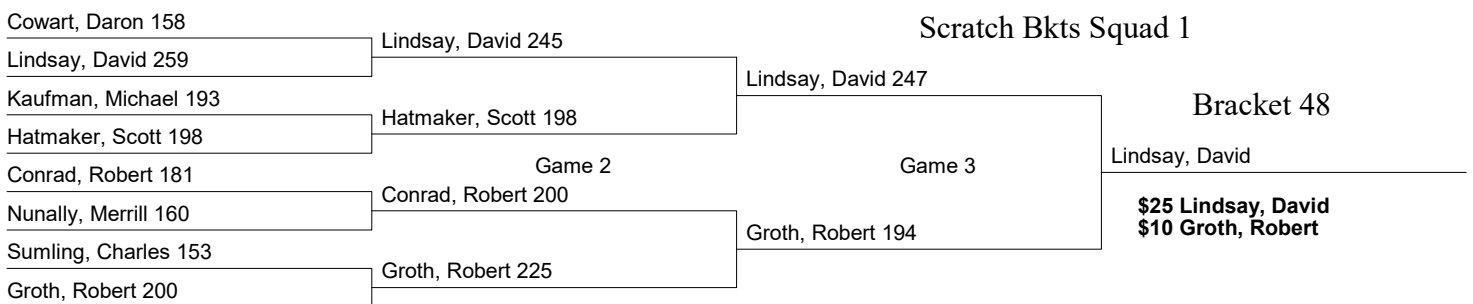 Scratch Bkts Squad 1
Bracket 48
Cowart, Daron 158
Lindsay, David 259
Kaufman, Michael 193
Hatmaker, Scott 198
Conrad, Robert 181
Nunally, Merrill 160
Sumling, Charles 153
Groth, Robert 200
Lindsay, David 245
Hatmaker, Scott 198
Game 2
Conrad, Robert 200
Groth, Robert 225
Lindsay, David 247
Game 3
Groth, Robert 194
Lindsay, David
$25 Lindsay, David
$10 Groth, Robert